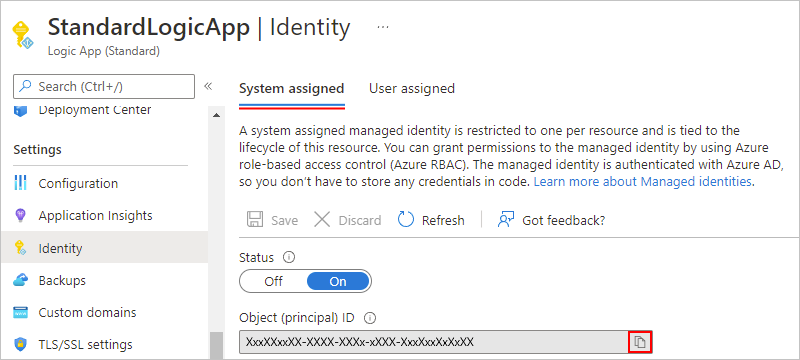 StandardLogicApp | Identity ...
Logic App (Standard)
Search (Ctrl+/)
«
Deployment Center
Settings
Configuration
Application Insights
Identity
Backups
Custom domains
TLS/SSL settings
System assigned User assigned
A system assigned managed identity is restricted to one per resource and is tied to the
lifecycle of this resource. You can grant permissions to the managed identity by using Azure
role-based access control (Azure RBAC). The managed identity is authenticated with Azure AD,
so you don't have to store any credentials in code. Learn more about Managed identities.
Save Discard Refresh Got feedback?
Status
Off On
Object (principal) ID
XxxXXxxXX-XXXX-XXXx-xXXX-XxxXxxXxXxXX